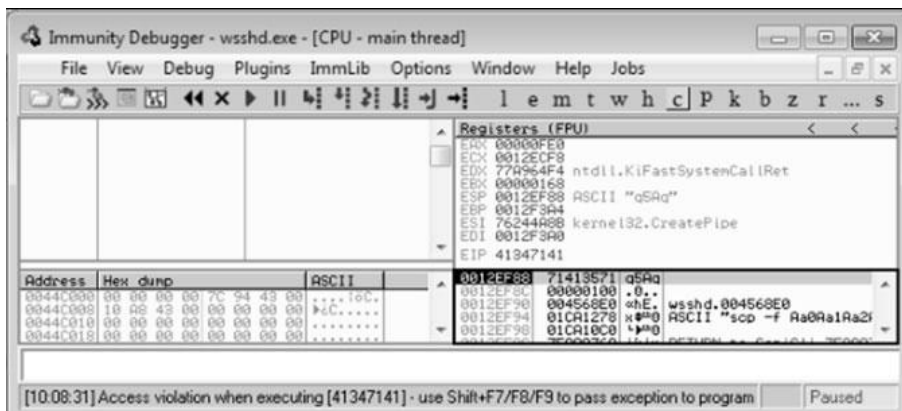 Immunity Debugger - wsshd.exe - [CPU - main thread]
File View Debug Plugins ImmLib Options Window Help Jobs
l e m t w h c P k b z r ... s
Registers (FPU) < <
EAX 00000FE0
ECX 0012ECF8
EDX 77A964F4 ntdll.KiFastSystemCallRet
EBX 00000168
ESP 0012EF88 ASCII "q5Aq"
EBP 0012F3A4
ESI 76244A8B kernel32.CreatePipe
EDI 0012F3A0
EIP 41347141
Address Hex dump ASCII
0044C000 00 00 00 00 7C 94 43 00
0044C008 10 A8 43 00 00 00 00 00
0044C010 00 00 00 00 00 00 00 00
0044C018 00 00 00 00 00 00 00 00
0012EF88 71413571 q5Aq
0012EF8C 00000100
0012EF90 004568E0 wsshd.004568E0
0012EF94 01CA1278 ASCII "scp -f Aa0Aa1Aa2
0012EF98 01CA10C0
[10:08:31] Access violation when executing [41347141] - use Shift+F7/F8/F9 to pass exception to program
Paused